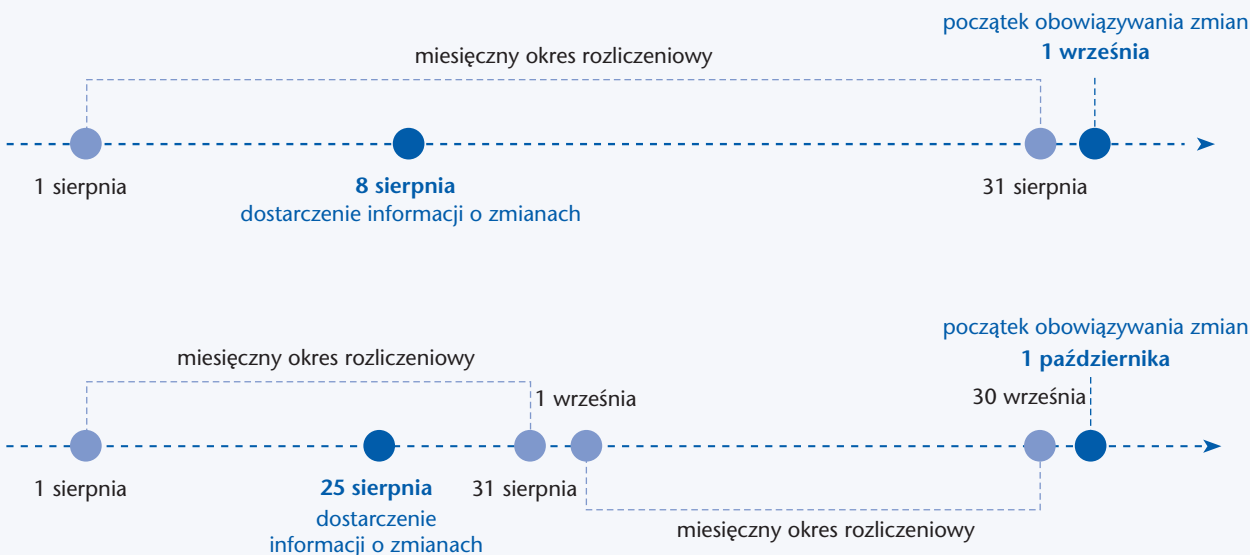 początek obowiązywania zmian
1 września
miesięczny okres rozliczeniowy
1 sierpnia
8 sierpnia
dostarczenie informacji o zmianach
31 sierpnia
początek obowiązywania zmian
1 października
miesięczny okres rozliczeniowy
1 września
30 września
1 sierpnia
25 sierpnia
dostarczenie
informacji o zmianach
31 sierpnia
miesięczny okres rozliczeniowy